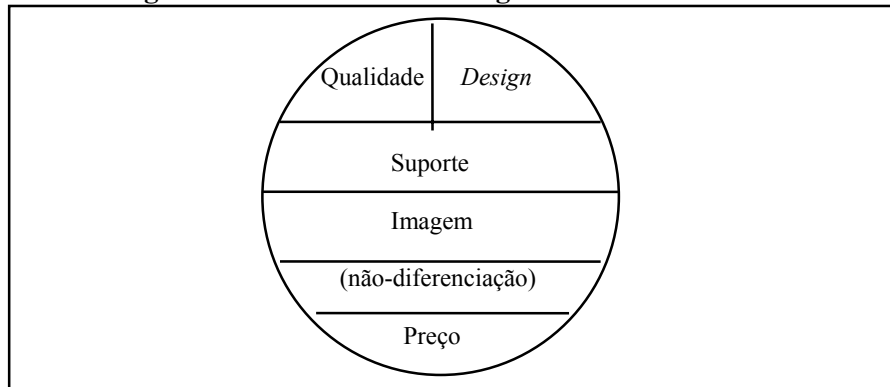 Qualidade Design
Suporte
Imagem
(não-diferenciação)
Preço